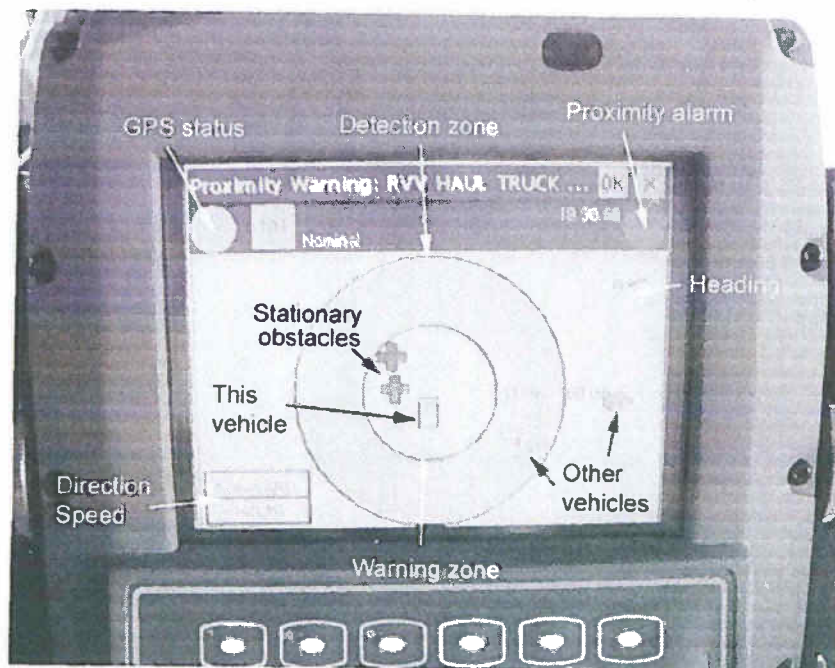 GPS status
Detection zone
Proximity alarm
Proximity Warning: RVV HAUL TRUCK ... OK X
Nominal
Heading
Stationary
obstacles
This
vehicle
Other
vehicles
Direction
Speed
Warning zone